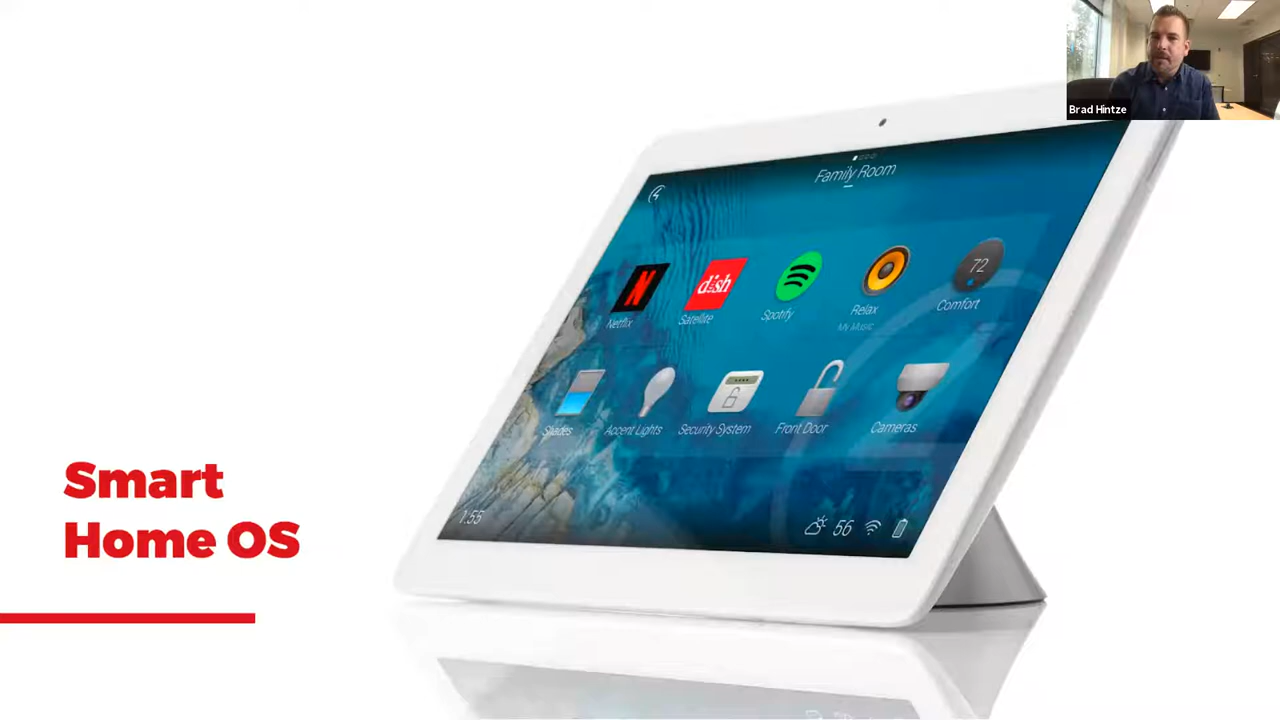 Brad Hintze
Family Room
N
dish
72
Netflix
Satellite
Spotify
Relax
My Music
Comfort
Shades
Accent Lights
Security System
Front Door
Cameras
1:55
56
Smart
Home OS